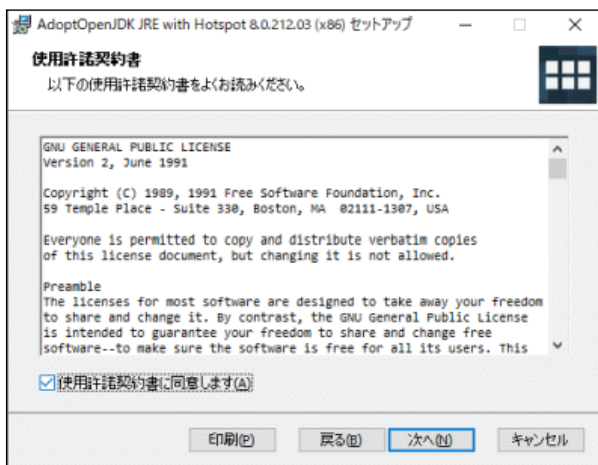 AdoptOpenJDK JRE with Hotspot 8.0.212.03 (x86) セットアップ
使用許諾契約書
以下の使用許諾契約書をよくお読みください。
GNU GENERAL PUBLIC LICENSE
Version 2, June 1991
Copyright (C) 1989, 1991 Free Software Foundation, Inc.
59 Temple Place - Suite 330, Boston, MA 02111-1307, USA
Everyone is permitted to copy and distribute verbatim copies
of this license document, but changing it is not allowed.
Preamble
The licenses for most software are designed to take away your freedom
to share and change it. By contrast, the GNU General Public License
is intended to guarantee your freedom to share and change free
software--to make sure the software is free for all its users. This
使用許諾契約書に同意します(A)
印刷(P) 戻る(B) 次へ(N) キャンセル